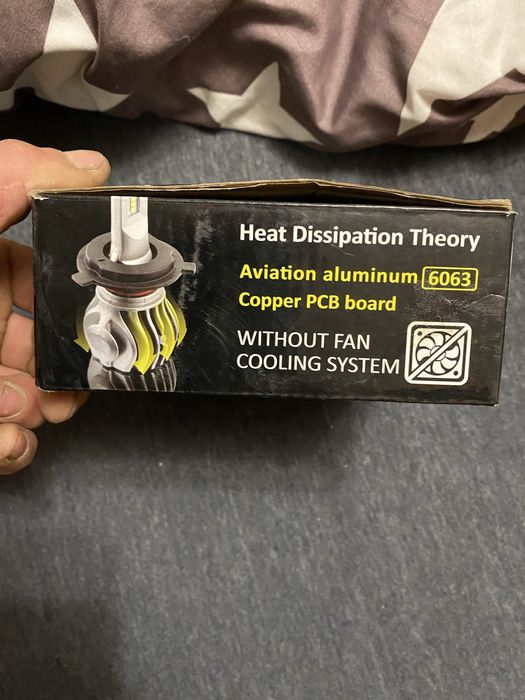 Heat Dissipation Theory
Aviation aluminum 6063
Copper PCB board
WITHOUT FAN
COOLING SYSTEM